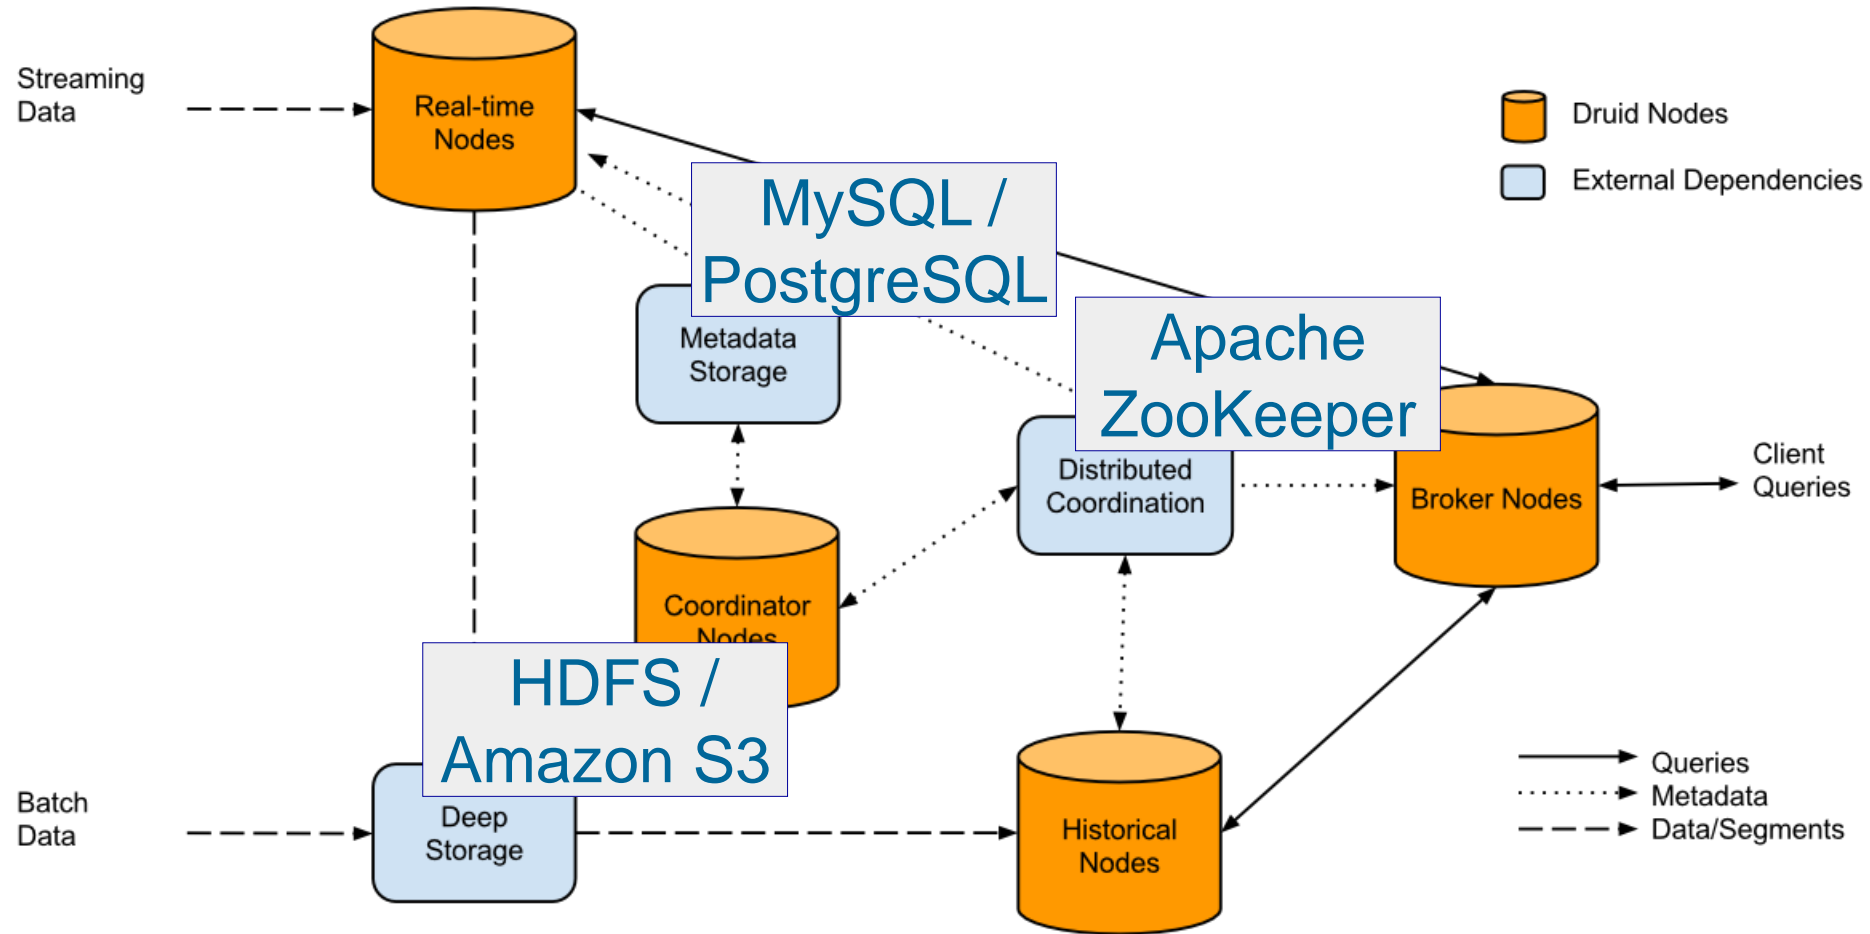 Streaming
Data
Real-time
Nodes
Druid Nodes
External Dependencies
MySQL /
PostgreSQL
Metadata
Storage
Apache
ZooKeeper
Distributed
Coordination
Broker Nodes
Client
Queries
Coordinator
Nodes
HDFS /
Amazon S3
Batch
Data
Deep
Storage
Historical
Nodes
Queries
Metadata
Data/Segments